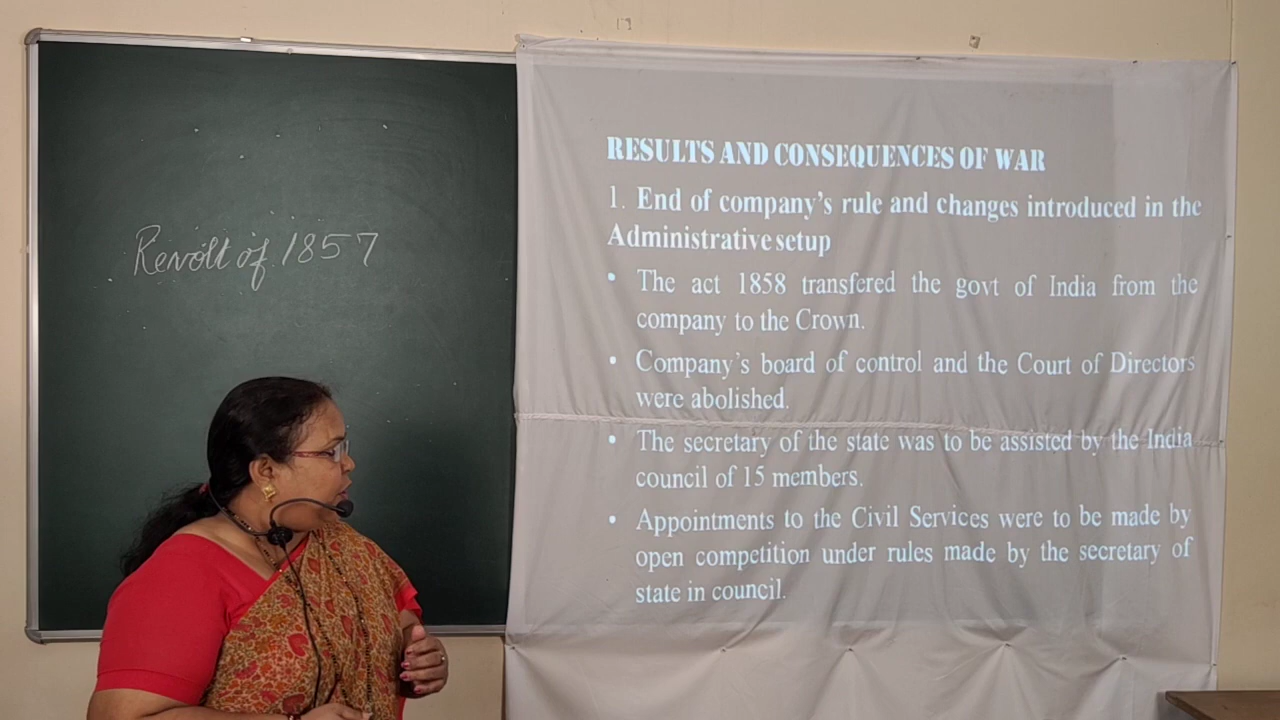 Revolt of 1857
RESULTS AND CONSEQUENCES OF WAR
1. End of company's rule and changes introduced in the
Administrative setup
• The act 1858 transfered the govt of India from the
company to the Crown.
• Company's board of control and the Court of Directors
were abolished.
• The secretary of the state was to be assisted by the India
council of 15 members.
• Appointments to the Civil Services were to be made by
open competition under rules made by the secretary of
state in council.